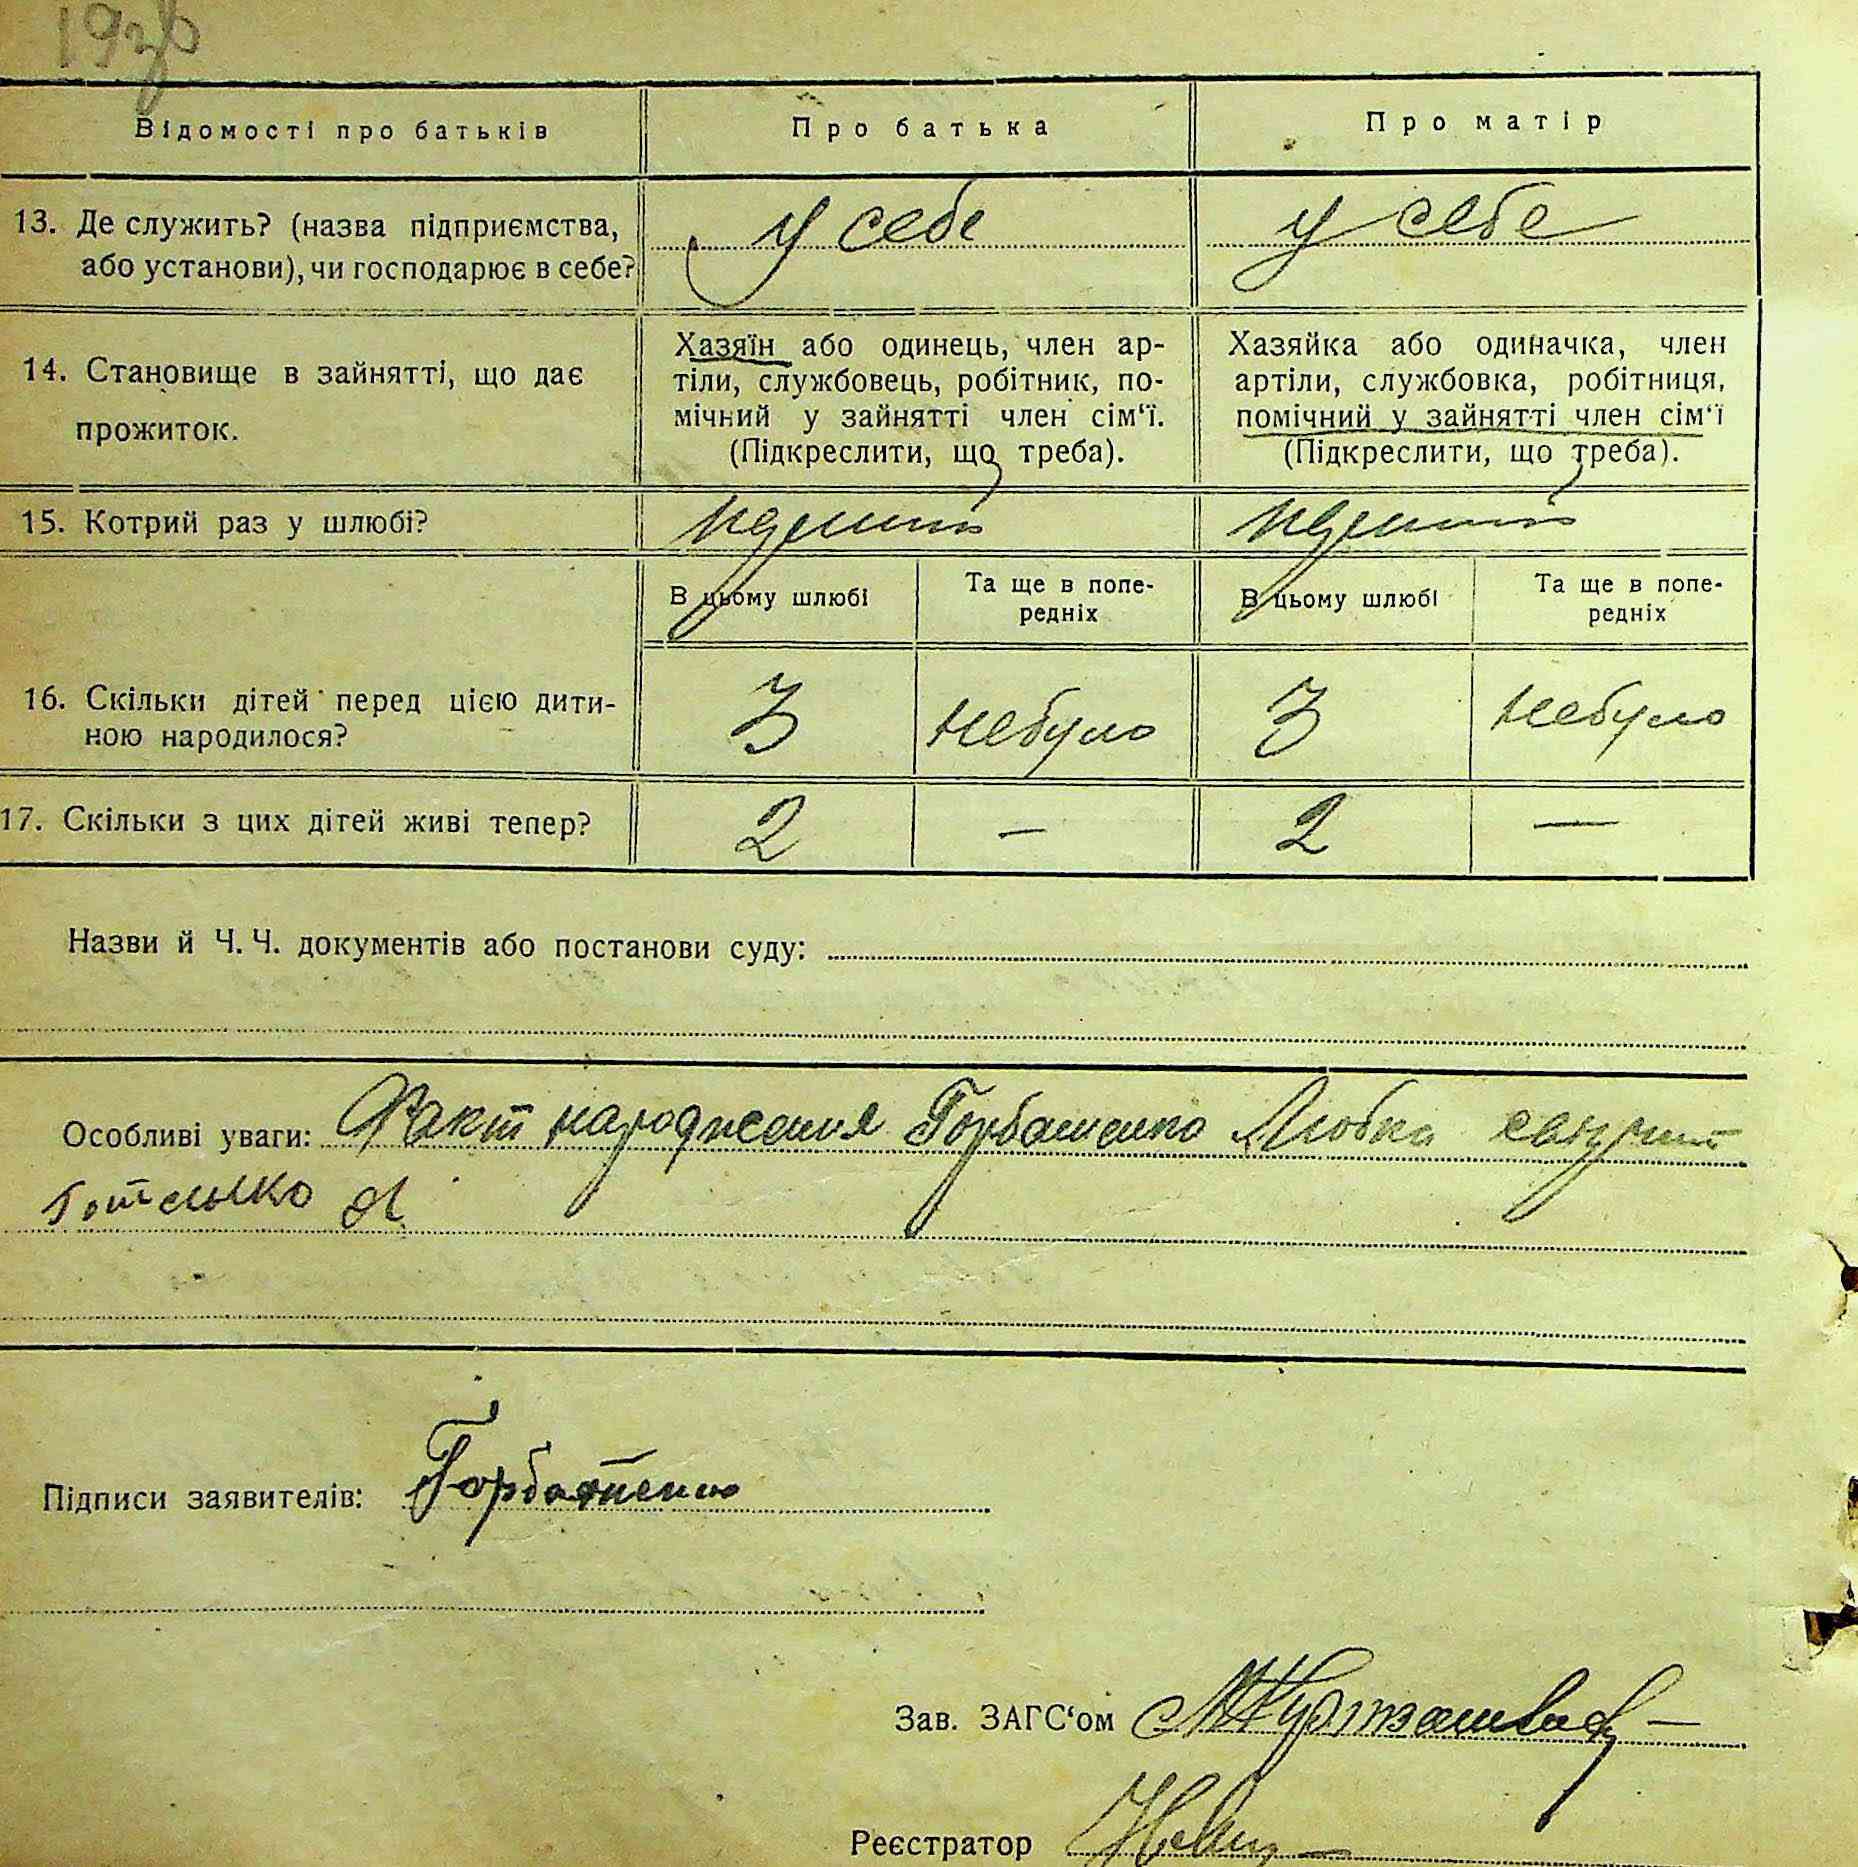 Відомості про батьків
Про батька
Про матір
13. Де служить? (назва підприємства, або установи), чи господарює в себе?
у себе
у себе
14. Становище в зайнятті, що дає прожиток.
Хазяїн або одинець, член ар-
тіли, службовець, робітник, по-
мічний у зайнятті член сім‘ї.
(Підкреслити, що треба).
Хазяйка або одиначка, член
артіли, службовка, робітниця,
помічний у зайнятті член сім‘ї
(Підкреслити, що треба).
15. Котрий раз у шлюбі?
В цьому шлюбі
Та ще в попе-
редніх
В цьому шлюбі
Та ще в попе-
редніх
16. Скільки дітей перед цією дити-
ною народилося?
3
небуло
3
небуло
17. Скільки з цих дітей живі тепер?
2
—
2
—
Назви й Ч. Ч. документів або постанови суду:
Особливі уваги: Факт народження Горбатенко Любки
Підписи заявителів: Горбатенко
Зав. ЗАГС‘ом
Реєстратор